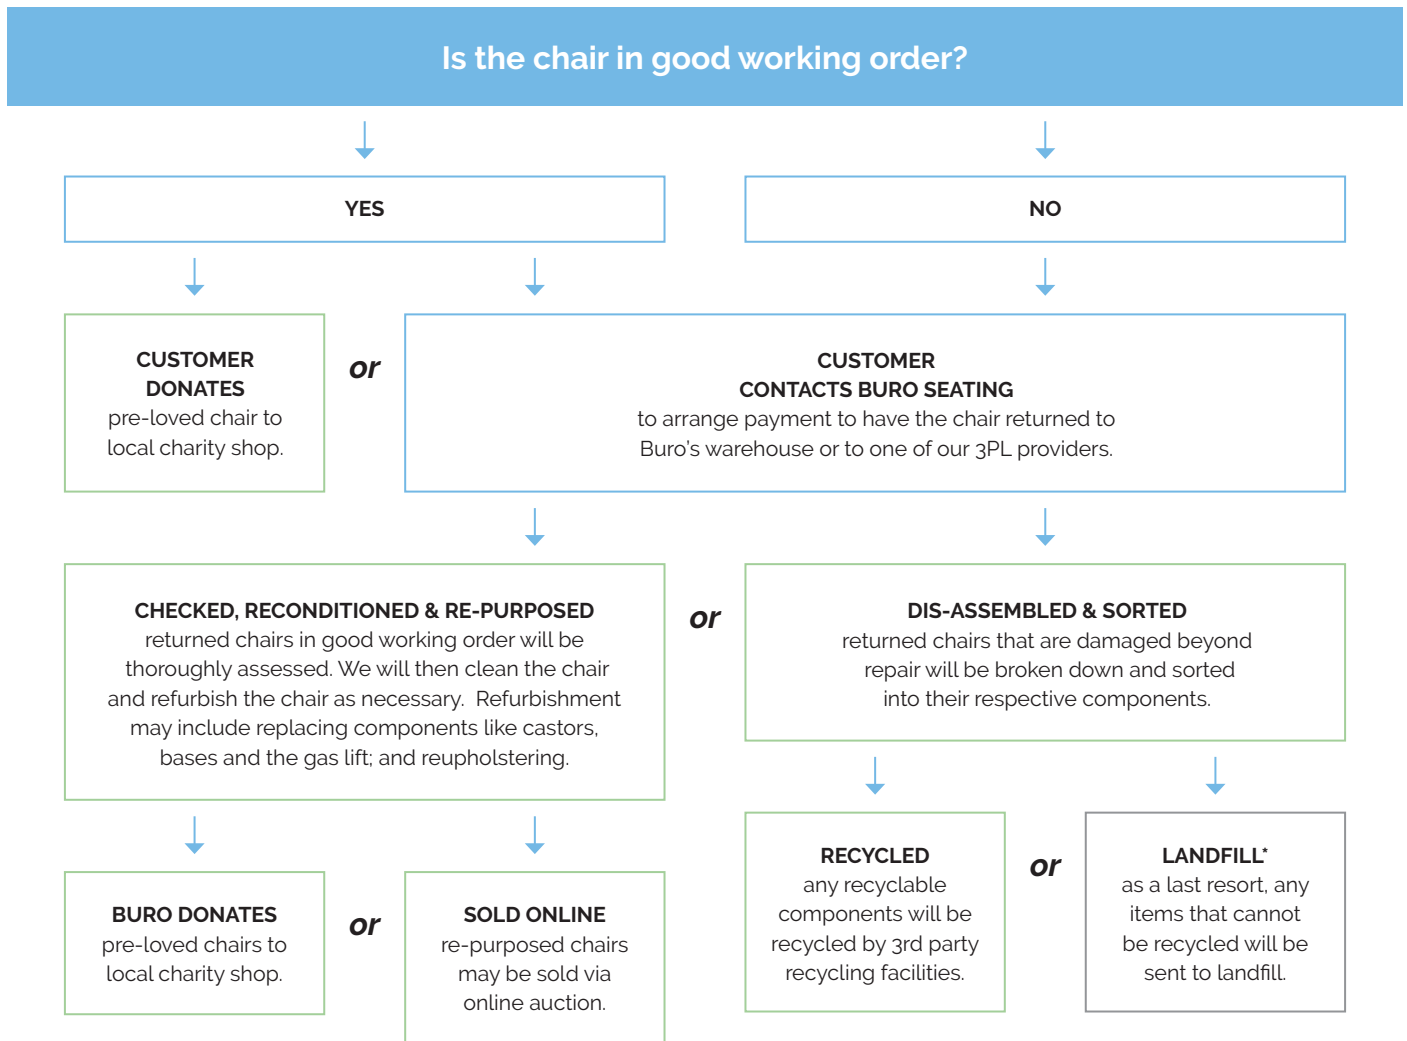 Is the chair in good working order?
YES
NO
CUSTOMER
DONATES
pre-loved chair to
local charity shop.
or
CUSTOMER
CONTACTS BURO SEATING
to arrange payment to have the chair returned to
Buro's warehouse or to one of our 3PL providers.
CHECKED, RECONDITIONED & RE-PURPOSED
returned chairs in good working order will be
thoroughly assessed. We will then clean the chair
and refurbish the chair as necessary.  Refurbishment
may include replacing components like castors,
bases and the gas lift; and reupholstering.
or
DIS-ASSEMBLED & SORTED
returned chairs that are damaged beyond
repair will be broken down and sorted
into their respective components.
BURO DONATES
pre-loved chairs to
local charity shop.
or
SOLD ONLINE
re-purposed chairs
may be sold via
online auction.
RECYCLED
any recyclable
components will be
recycled by 3rd party
recycling facilities.
or
LANDFILL*
as a last resort, any
items that cannot
be recycled will be
sent to landfill.